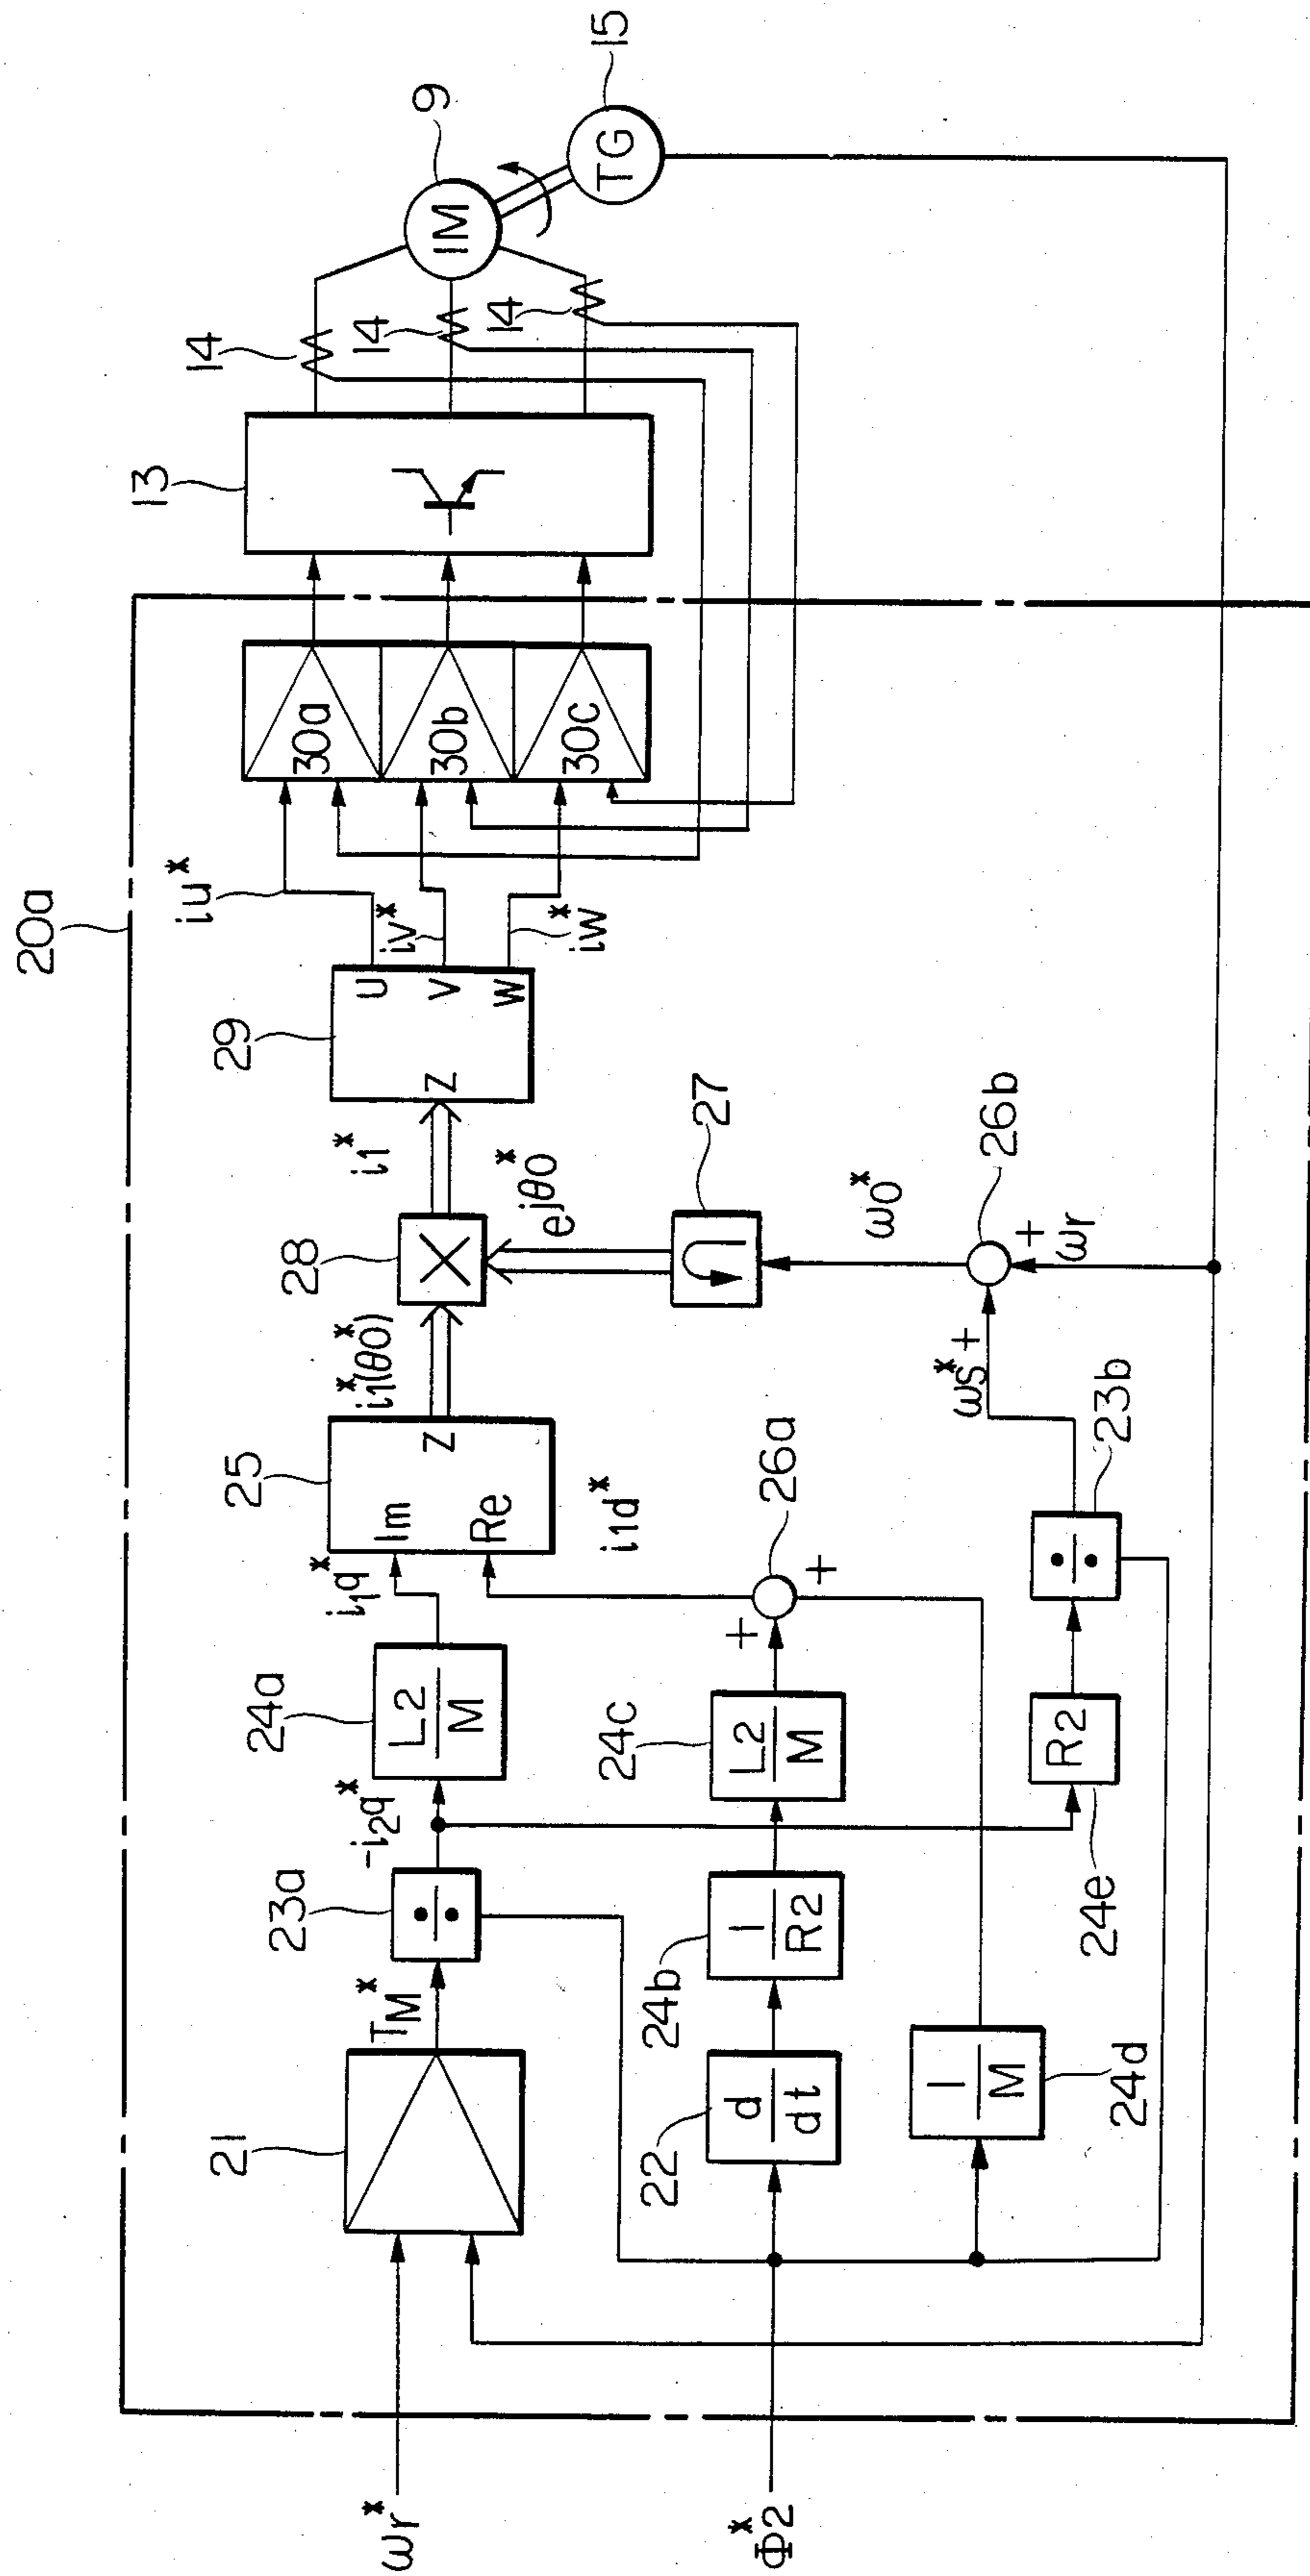 20a
21
TM*
23a
-i2q*
24a
L2
M
i1q*
25
Im
Re
Z
i1*(θ0*)
28
i1*
29
Z
U
V
W
iu*
iv*
iw*
30a
30b
30c
13
14
14
14
IM
9
TG
15
ωr*
Φ2*
22
d
dt
24b
1
R2
24c
L2
M
+
+
26a
i1d*
1
M
24d
24e
R2
23b
ωs*
+
+
ωr
26b
ω0*
27
e^jθ0*